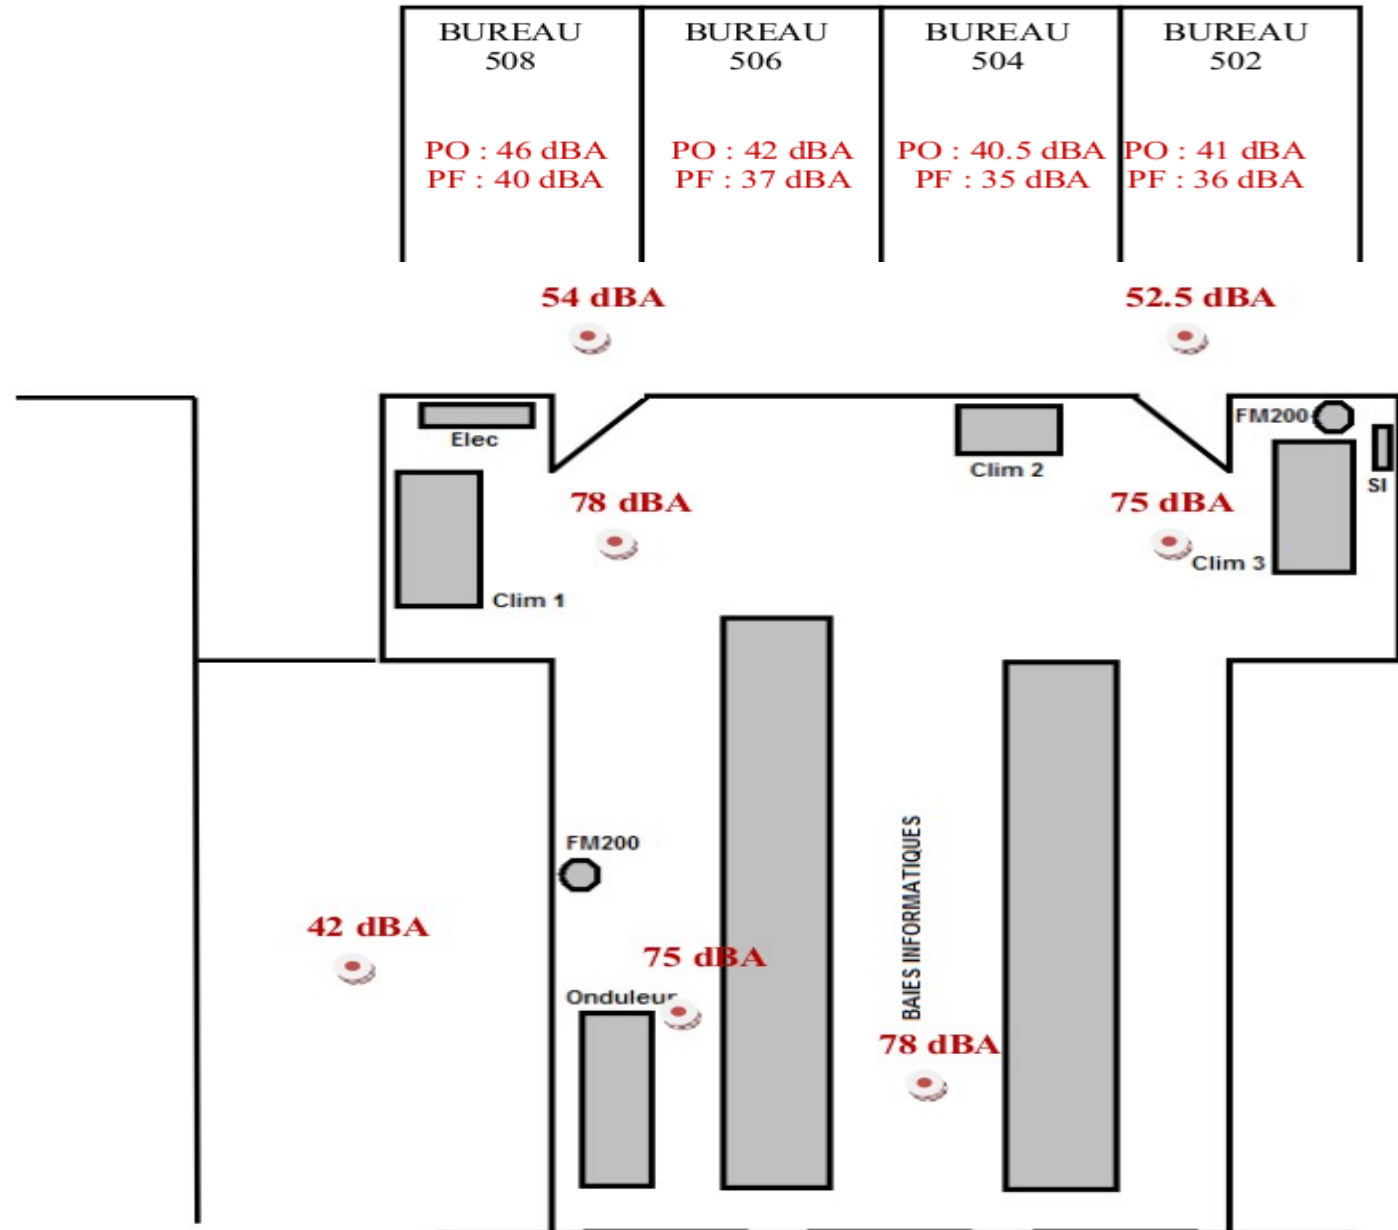 BUREAU
508
BUREAU
506
BUREAU
504
BUREAU
502
PO : 46 dBA
PF : 40 dBA
PO : 42 dBA
PF : 37 dBA
PO : 40.5 dBA
PF : 35 dBA
PO : 41 dBA
PF : 36 dBA
54 dBA
52.5 dBA
Elec
Clim 2
FM200
SI
78 dBA
75 dBA
Clim 3
Clim 1
FM200
BAIES INFORMATIQUES
42 dBA
75 dBA
Onduleur
78 dBA